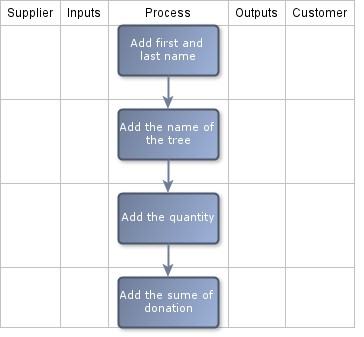 Supplier Inputs Process Outputs Customer
Add first and
last name
Add the name of
the tree
Add the quantity
Add the sume of
donation